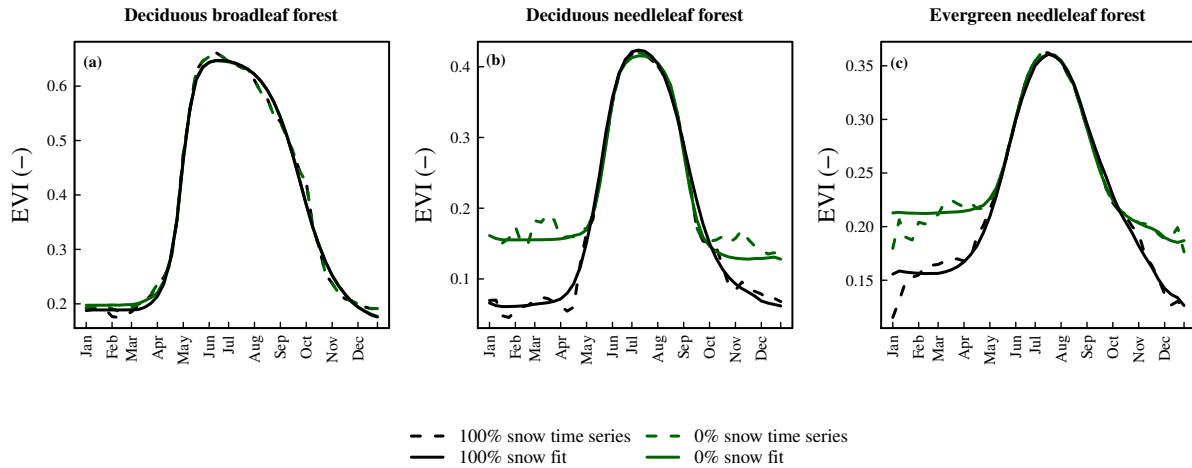 Deciduous broadleaf forest
Deciduous needleleaf forest
Evergreen needleleaf forest
(a)
EVI (−)
0.6
0.5
0.4
0.3
0.2
Jan Feb Mar Apr May Jun Jul Aug Sep Oct Nov Dec
(b)
EVI (−)
0.4
0.3
0.2
0.1
Jan Feb Mar Apr May Jun Jul Aug Sep Oct Nov Dec
(c)
EVI (−)
0.35
0.30
0.25
0.20
0.15
Jan Feb Mar Apr May Jun Jul Aug Sep Oct Nov Dec
100% snow time series
0% snow time series
100% snow fit
0% snow fit